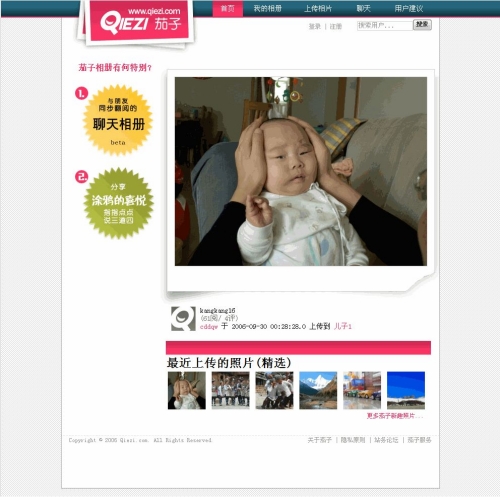 www.qiezi.com
QIEZI 茄子
首页 我的相册 上传相片 聊天 用户建议
登录 | 注册 搜索用户... 搜索
茄子相册有何特别?
1.
与朋友
同步翻阅的
聊天相册
beta
2.
分享
涂鸦的喜悦
指指点点
说三道四
kangkang16
(61阅/ 4评)
cddqw 于 2006-09-30 00:28:28.0 上传到 儿子1
最近上传的照片(精选)
更多茄子新趣照片...
Copyright © 2006 Qiezi.com. All Rights Reserved
关于茄子 | 隐私原则 | 站务论坛 | 茄子服务